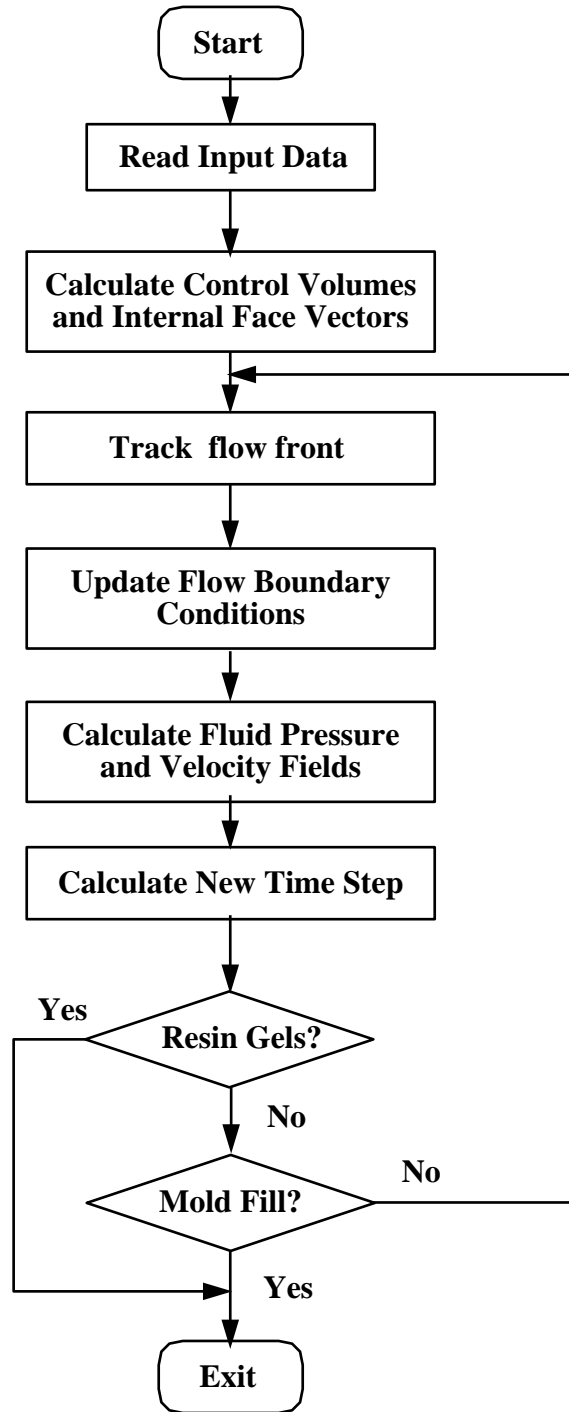 Start
Read Input Data
Calculate Control Volumes
and Internal Face Vectors
Track flow front
Update Flow Boundary
Conditions
Calculate Fluid Pressure
and Velocity Fields
Calculate New Time Step
Yes
Resin Gels?
No
No
Mold Fill?
Yes
Exit